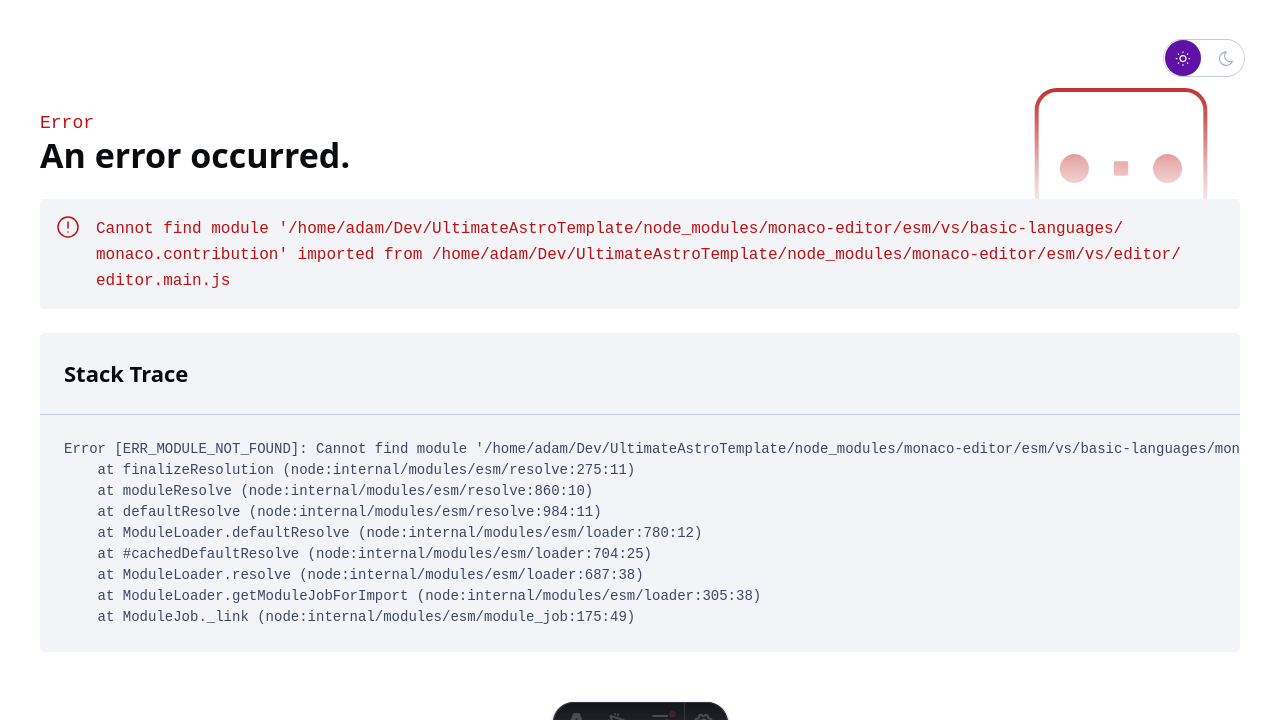 Error
An error occurred.
Cannot find module '/home/adam/Dev/UltimateAstroTemplate/node_modules/monaco-editor/esm/vs/basic-languages/
monaco.contribution' imported from /home/adam/Dev/UltimateAstroTemplate/node_modules/monaco-editor/esm/vs/editor/
editor.main.js
Stack Trace
Error [ERR_MODULE_NOT_FOUND]: Cannot find module '/home/adam/Dev/UltimateAstroTemplate/node_modules/monaco-editor/esm/vs/basic-languages/mon
at finalizeResolution (node:internal/modules/esm/resolve:275:11)
at moduleResolve (node:internal/modules/esm/resolve:860:10)
at defaultResolve (node:internal/modules/esm/resolve:984:11)
at ModuleLoader.defaultResolve (node:internal/modules/esm/loader:780:12)
at #cachedDefaultResolve (node:internal/modules/esm/loader:704:25)
at ModuleLoader.resolve (node:internal/modules/esm/loader:687:38)
at ModuleLoader.getModuleJobForImport (node:internal/modules/esm/loader:305:38)
at ModuleJob._link (node:internal/modules/esm/module_job:175:49)